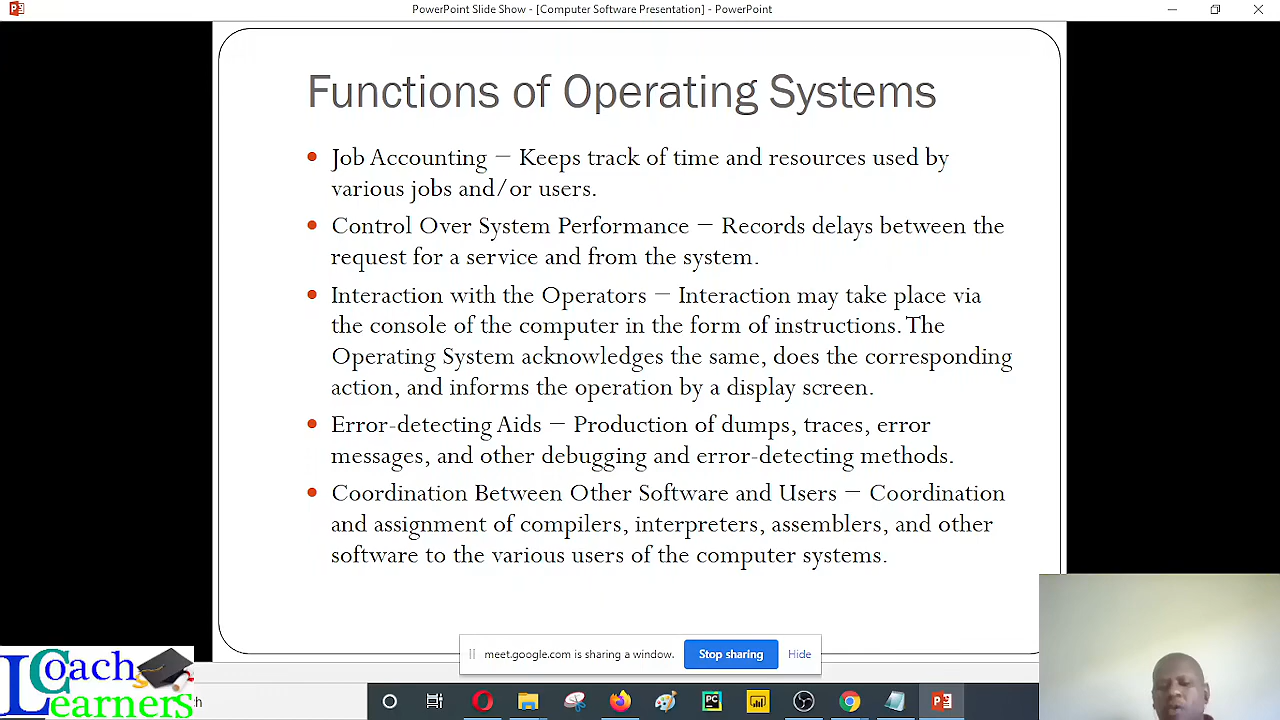 PowerPoint Slide Show - [Computer Software Presentation] - PowerPoint
Functions of Operating Systems
• Job Accounting − Keeps track of time and resources used by
various jobs and/or users.
• Control Over System Performance − Records delays between the
request for a service and from the system.
• Interaction with the Operators − Interaction may take place via
the console of the computer in the form of instructions. The
Operating System acknowledges the same, does the corresponding
action, and informs the operation by a display screen.
• Error-detecting Aids − Production of dumps, traces, error
messages, and other debugging and error-detecting methods.
• Coordination Between Other Software and Users − Coordination
and assignment of compilers, interpreters, assemblers, and other
software to the various users of the computer systems.
meet.google.com is sharing a window. Stop sharing Hide
Coach
Learners
ch
PC